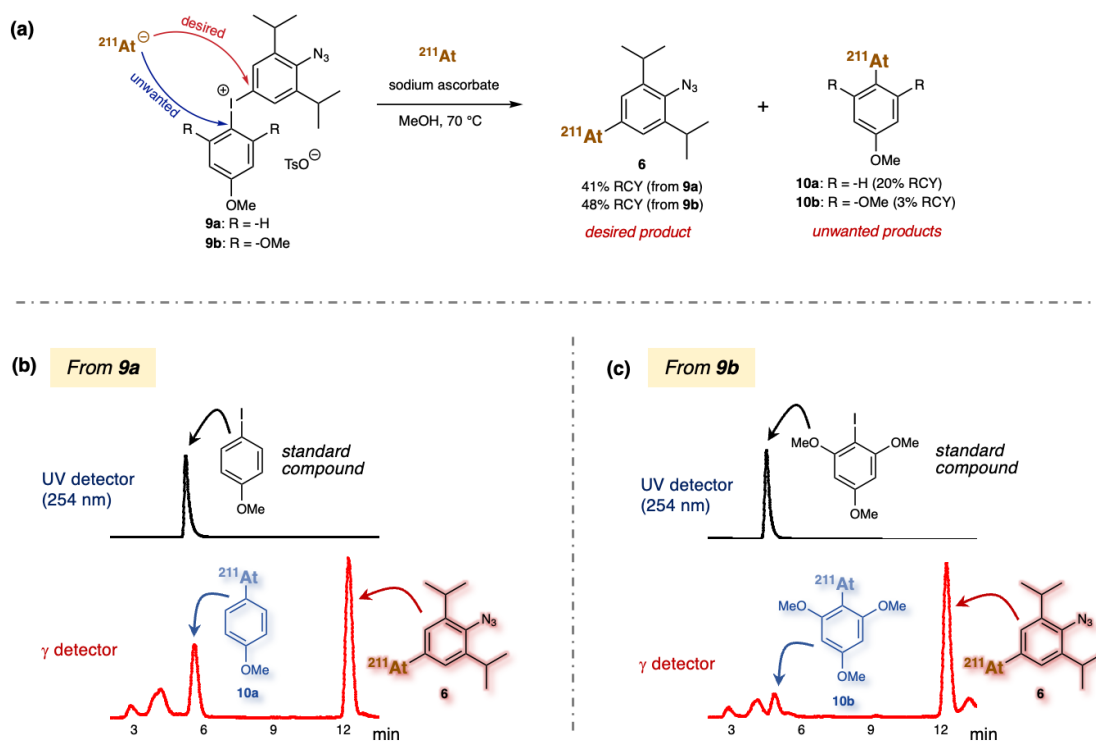 (a)
²¹¹At⊖
desired
unwanted
N₃
⊕
I
R
R
TsO⊖
OMe
9a: R = -H
9b: R = -OMe
²¹¹At
sodium ascorbate
MeOH, 70 °C
N₃
²¹¹At
6
41% RCY (from 9a)
48% RCY (from 9b)
desired product
+
²¹¹At
R
R
OMe
10a: R = -H (20% RCY)
10b: R = -OMe (3% RCY)
unwanted products
(b)
From 9a
I
OMe
standard
compound
UV detector
(254 nm)
²¹¹At
OMe
10a
N₃
²¹¹At
6
γ detector
3 6 9 12 min
(c)
From 9b
I
MeO OMe
OMe
standard
compound
UV detector
(254 nm)
²¹¹At
MeO OMe
OMe
10b
N₃
²¹¹At
6
γ detector
3 6 9 12 min